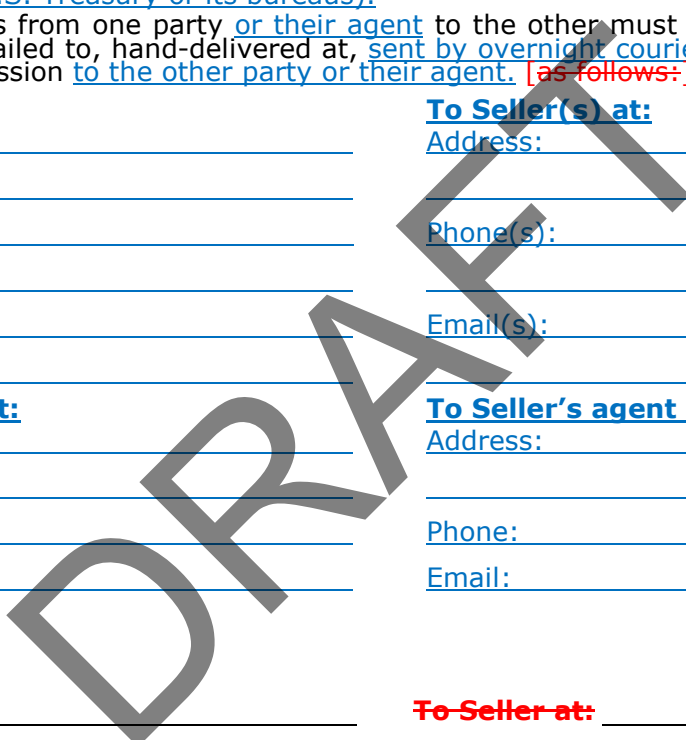 S. Treasury or its bureaus).
s from one party or their agent to the other must
ailed to, hand-delivered at, sent by overnight courie
ssion to the other party or their agent. [as follows:]
To Seller(s) at:
Address:
Phone(s):
Email(s):
t:
To Seller’s agent
Address:
Phone:
Email:
To Seller at:
DRAFT